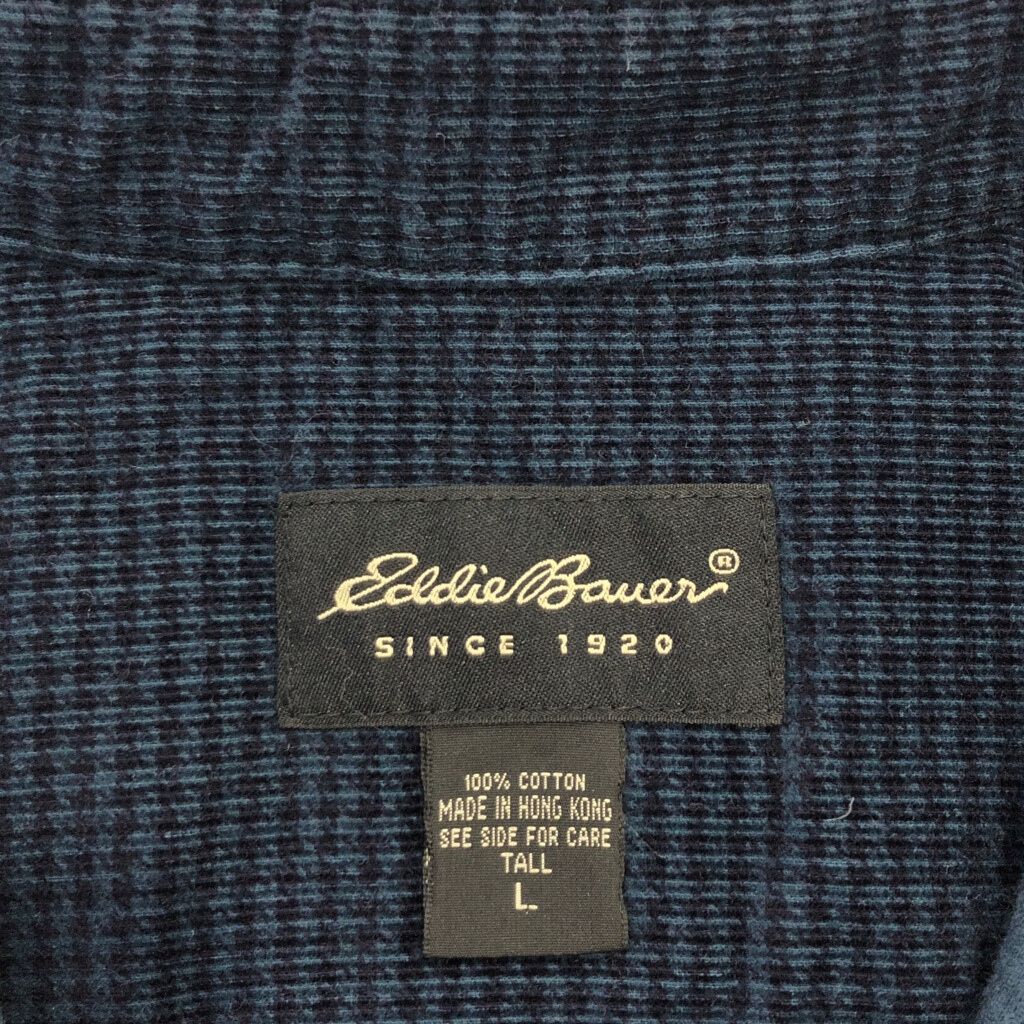 Eddie Bauer®
SINCE 1920
100% COTTON
MADE IN HONG KONG
SEE SIDE FOR CARE
TALL
L